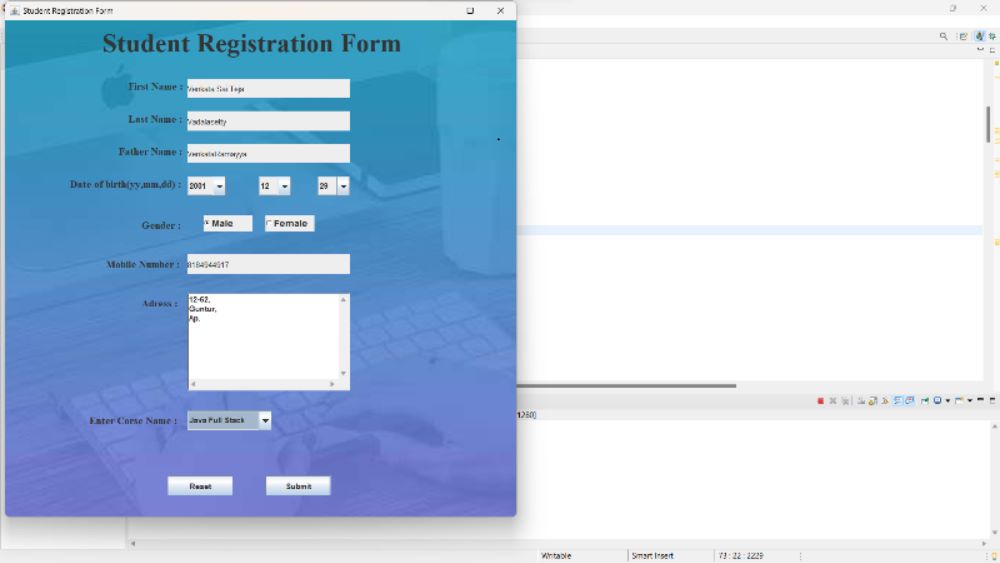 Student Registration Form
Student Registration Form
First Name : Venkata Sai Teja
Last Name : Vadalasetty
Father Name : VenkataRamayya
Date of birth(yy,mm,dd) : 2001 12 29
Gender : Male Female
Mobile Number : 8184944917
Adress : 12-62,
Guntur,
Ap.
Enter Corse Name : Java Full Stack
Reset Submit
1280)
Writable Smart Insert 73 : 22 : 2229